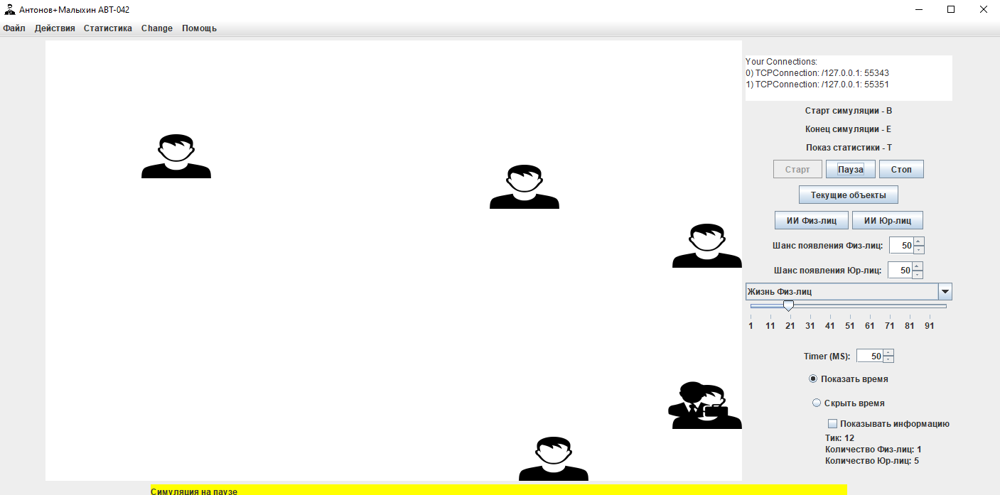 Антонов+Малыхин АВТ-042
Файл Действия Статистика Change Помощь
Your Connections:
0) TCPConnection: /127.0.0.1: 55343
1) TCPConnection: /127.0.0.1: 55351
Старт симуляции - B
Конец симуляции - E
Показ статистики - T
Старт Пауза Стоп
Текущие объекты
ИИ Физ-лиц ИИ Юр-лиц
Шанс появления Физ-лиц: 50
Шанс появления Юр-лиц: 50
Жизнь Физ-лиц
1 11 21 31 41 51 61 71 81 91
Timer (MS): 50
Показать время
Скрыть время
Показывать информацию
Тик: 12
Количество Физ-лиц: 1
Количество Юр-лиц: 5
Симуляция на паузе